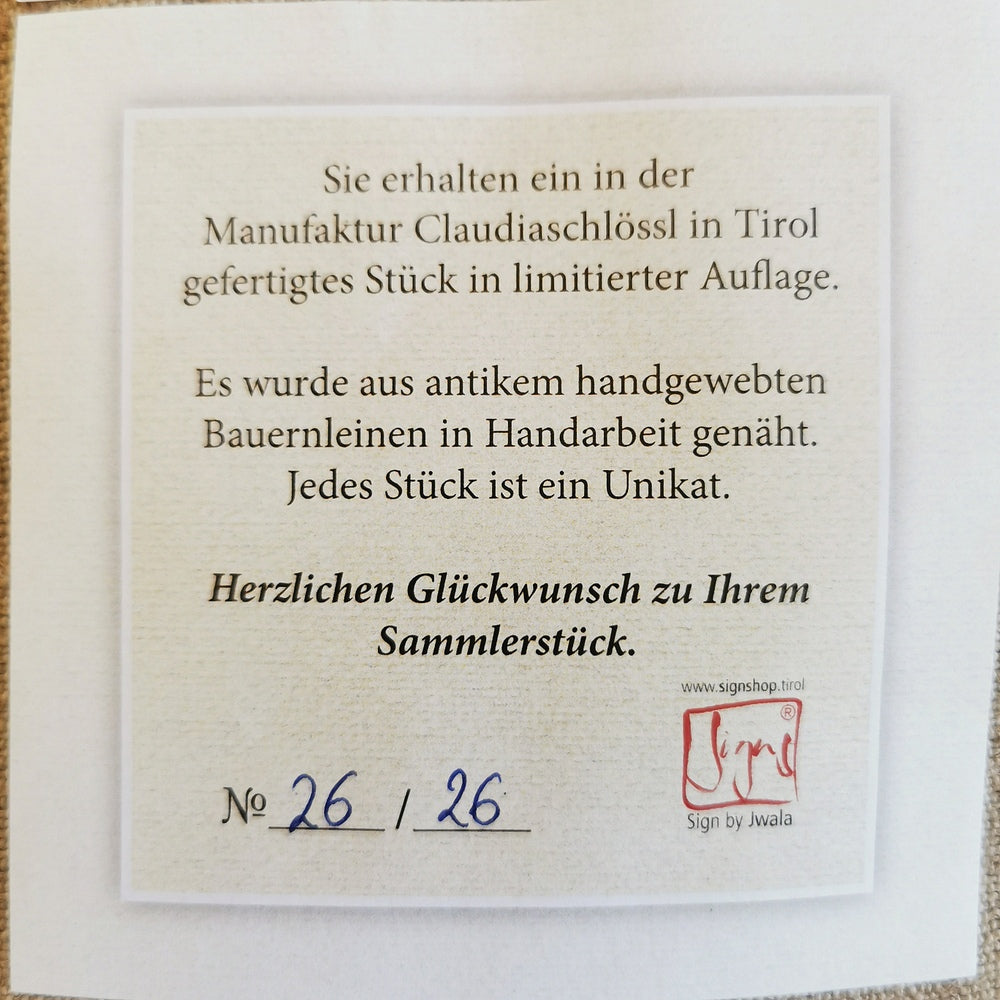 Sie erhalten ein in der
Manufaktur Claudiaschlössl in Tirol
gefertigtes Stück in limitierter Auflage.
Es wurde aus antikem handgewebten
Bauernleinen in Handarbeit genäht.
Jedes Stück ist ein Unikat.
Herzlichen Glückwunsch zu Ihrem
Sammlerstück.
www.signshop.tirol
Signs ®
Sign by Jwala
№ 26 / 26